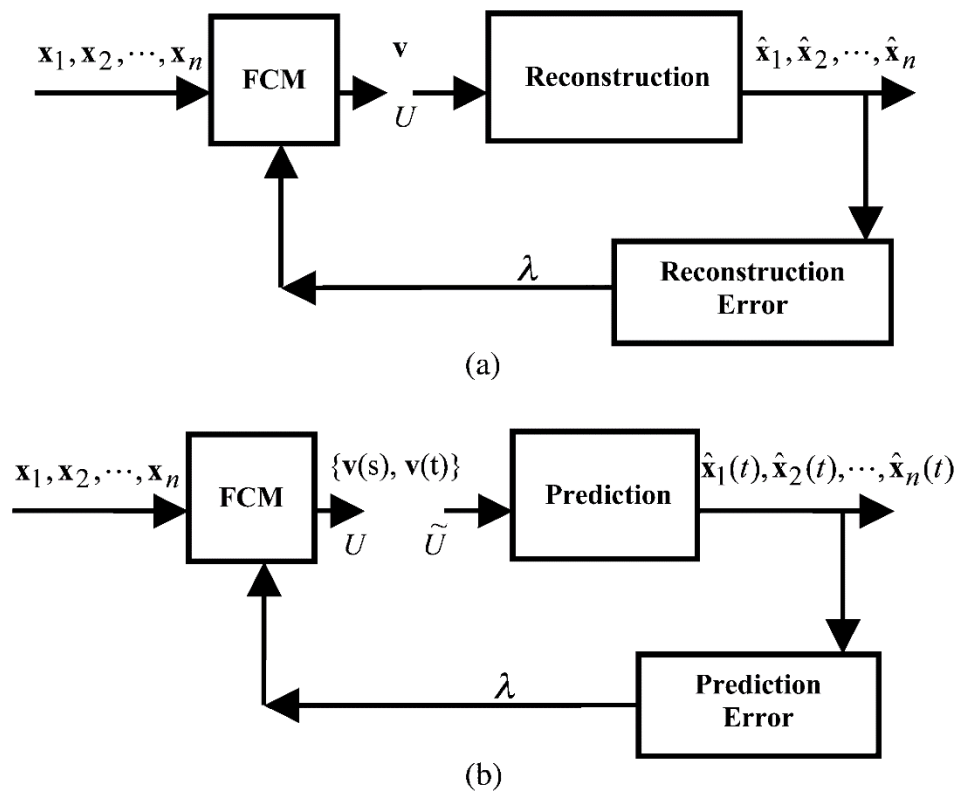 x₁, x₂, ⋯, xₙ
FCM
v
U
Reconstruction
x̂₁, x̂₂, ⋯, x̂ₙ
λ
Reconstruction
Error
(a)
x₁, x₂, ⋯, xₙ
FCM
{v(s), v(t)}
U
Ũ
Prediction
x̂₁(t), x̂₂(t), ⋯, x̂ₙ(t)
λ
Prediction
Error
(b)